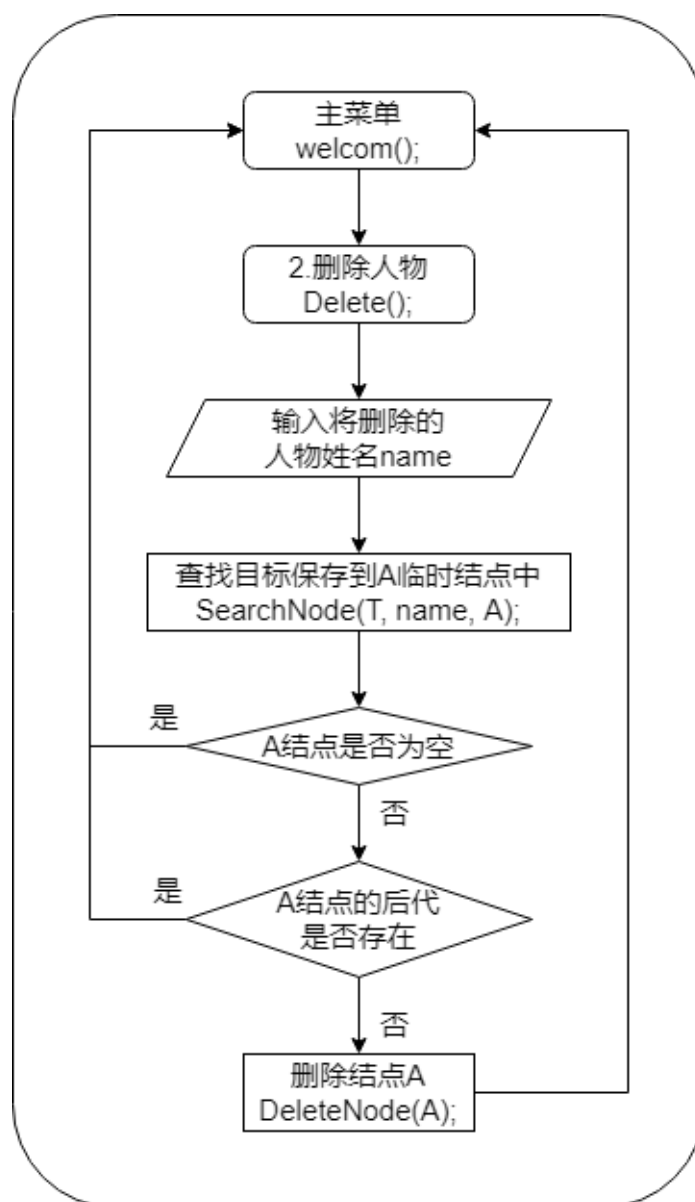 主菜单
welcom();
2.删除人物
Delete();
输入将删除的
人物姓名name
查找目标保存到A临时结点中
SearchNode(T, name, A);
是
A结点是否为空
否
是
A结点的后代
是否存在
否
删除结点A
DeleteNode(A);